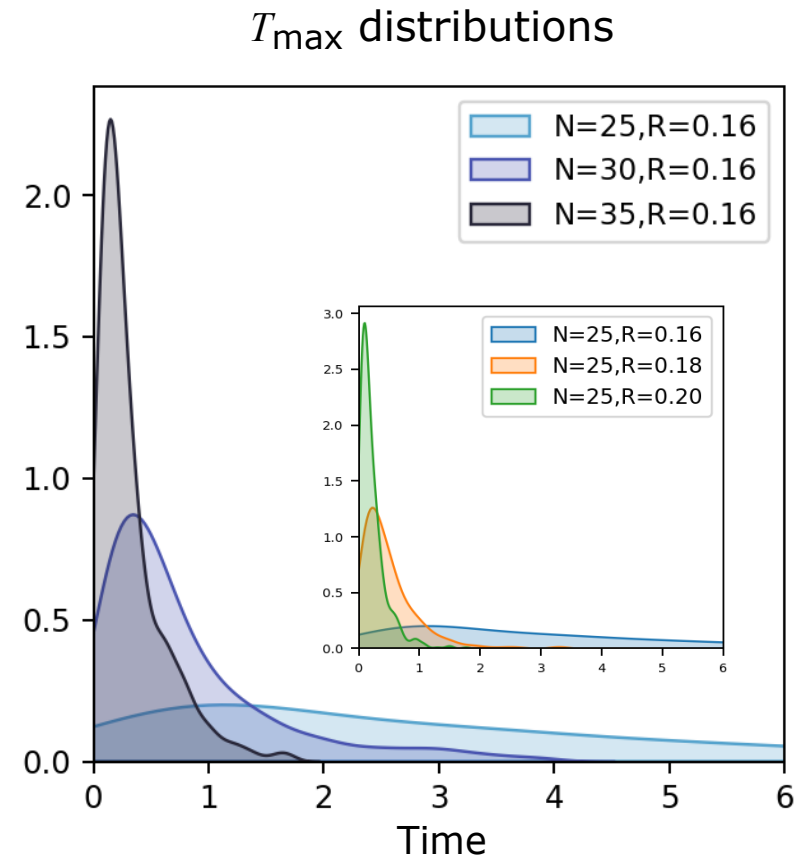 Tmax distributions
N=25,R=0.16
N=30,R=0.16
N=35,R=0.16
2.0
1.5
1.0
0.5
0.0
3.0
2.5
2.0
1.5
1.0
0.5
0.0
N=25,R=0.16
N=25,R=0.18
N=25,R=0.20
0 1 2 3 4 5 6
0 1 2 3 4 5 6
Time